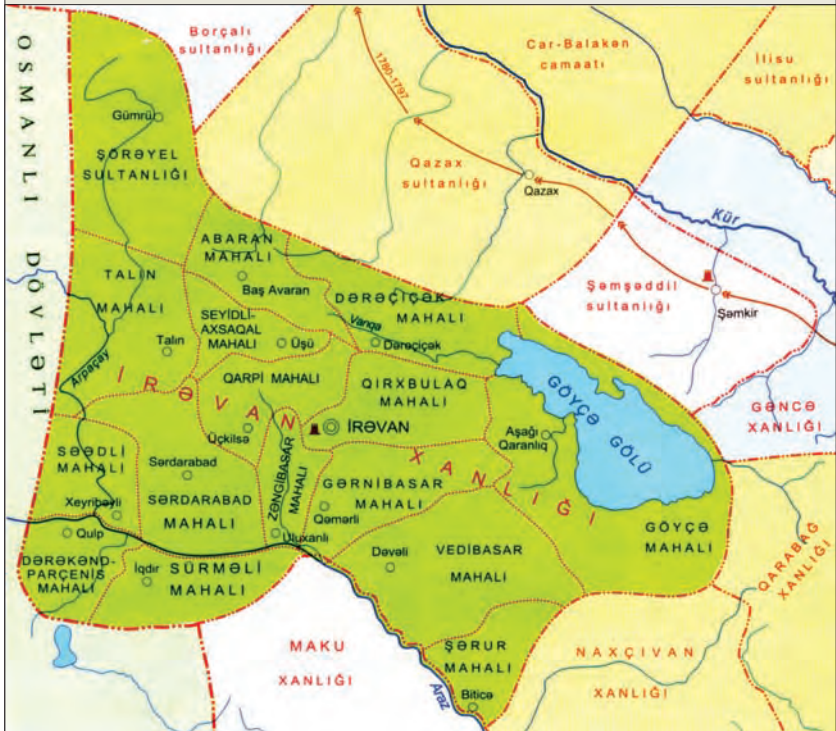 OSMANLI DÖVLƏTİ
Borçalı
sultanlığı
1780-1797
Car-Balakən
camaatı
İlisu
sultanlığı
Gümrü
ŞÖRƏYEL
SULTANLIĞI
Qazax
sultanlığı
Qazax
Kür
ABARAN
MAHALI
Baş Avaran
TALIN
MAHALI
SEYİDLİ-
AXSAQAL
MAHALI
Üşü
DƏRƏÇİÇƏK
MAHALI
Vanqa
Dərəçiçək
Şəmşəddil
sultanlığı
Şəmkir
Talın
Arpaçay
QARPİ MAHALI
QIRXBULAQ
MAHALI
GÖYÇƏ GÖLÜ
GƏNCƏ
XANLIĞI
İRƏVAN XANLIĞI
Üçkilsə
İRƏVAN
Aşağı
Qaranlıq
SƏƏDLİ
MAHALI
Sərdarabad
SƏRDARABAD
MAHALI
ZƏNGİBASAR
MAHALI
GƏRNİBASAR
MAHALI
Qəmərli
Xeyribəyli
Qulp
Uluxanlı
GÖYÇƏ
MAHALI
DƏRƏKƏND-
PARÇENİS
MAHALI
İqdır
SÜRMƏLİ
MAHALI
Dəvəli
VEDİBASAR
MAHALI
QARABAĞ
XANLIĞI
MAKU
XANLIĞI
Araz
ŞƏRUR
MAHALI
Biticə
NAXÇIVAN
XANLIĞI